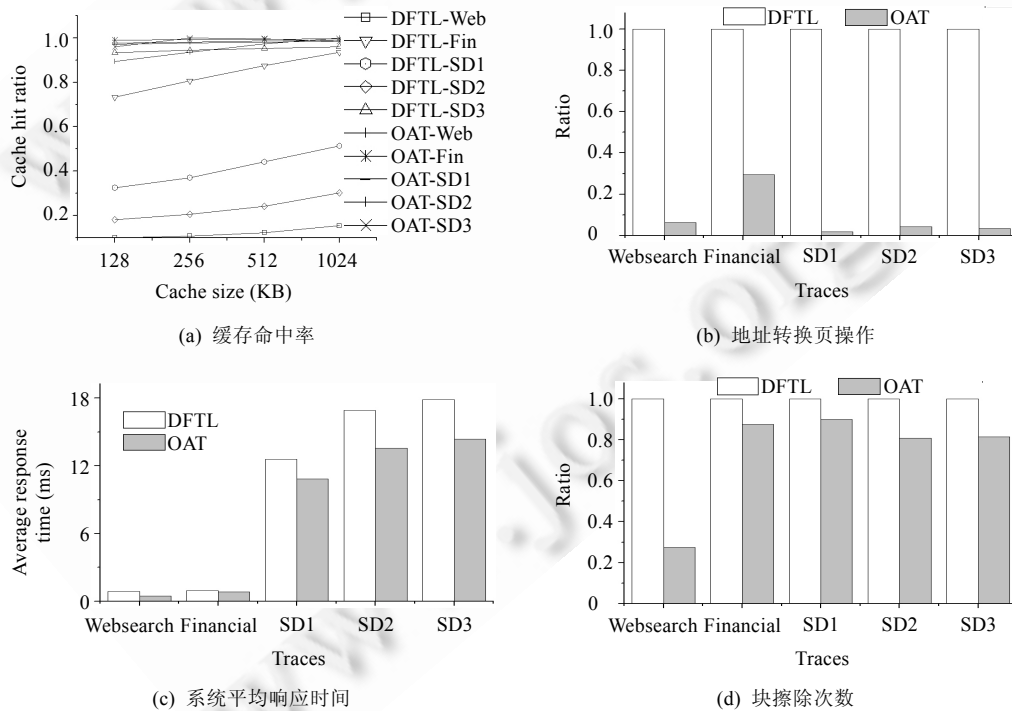 1.0
0.8
0.6
0.4
0.2
Cache hit ratio
128 256 512 1024
Cache size (KB)
DFTL-Web
DFTL-Fin
DFTL-SD1
DFTL-SD2
DFTL-SD3
OAT-Web
OAT-Fin
OAT-SD1
OAT-SD2
OAT-SD3
(a) 缓存命中率
DFTL OAT
1.0
0.8
0.6
0.4
0.2
0
Ratio
Websearch Financial SD1 SD2 SD3
Traces
(b) 地址转换页操作
18
12
6
0
Average response
time (ms)
DFTL
OAT
Websearch Financial SD1 SD2 SD3
Traces
(c) 系统平均响应时间
DFTL OAT
1.0
0.8
0.6
0.4
0.2
0
Ratio
Websearch Financial SD1 SD2 SD3
Traces
(d) 块擦除次数